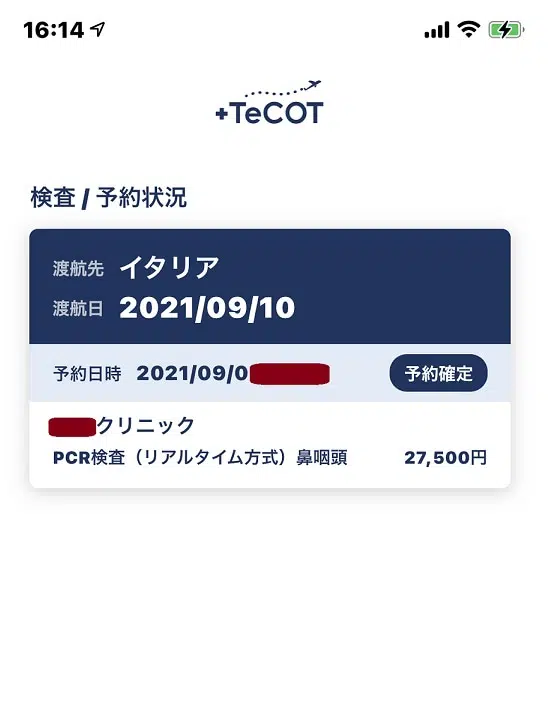 16:14
+TeCOT
検査 / 予約状況
渡航先 イタリア
渡航日 2021/09/10
予約日時 2021/09/0 予約確定
クリニック
PCR検査（リアルタイム方式）鼻咽頭 27,500円